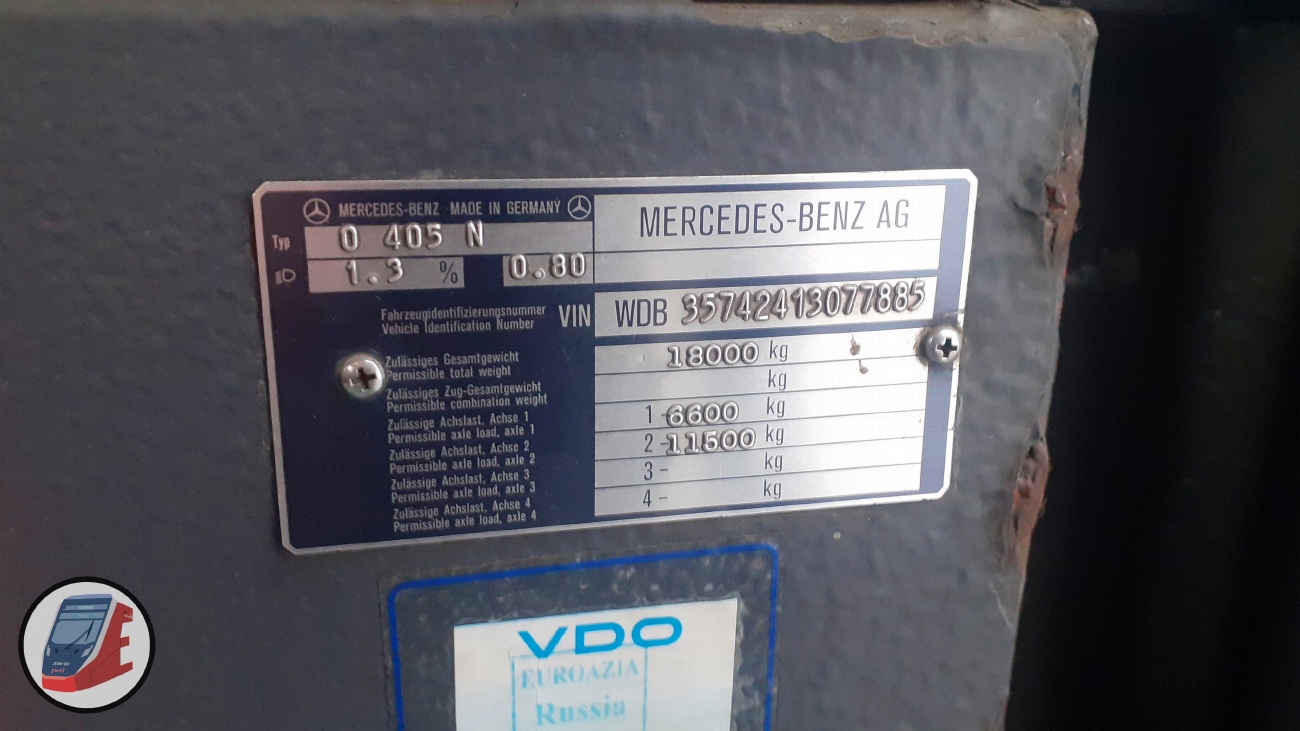 MERCEDES-BENZ MADE IN GERMANY
MERCEDES-BENZ AG
Typ O 405 N
1.3 % 0.80
Fahrzeugidentifizierungsnummer
Vehicle Identification Number
VIN WDB 35742413077885
Zulässiges Gesamtgewicht
Permissible total weight
18000 kg
Zulässiges Zug-Gesamtgewicht
Permissible combination weight
kg
Zulässige Achslast, Achse 1
Permissible axle load, axle 1
1-6600 kg
Zulässige Achslast, Achse 2
Permissible axle load, axle 2
2-11500 kg
Zulässige Achslast, Achse 3
Permissible axle load, axle 3
3- kg
Zulässige Achslast, Achse 4
Permissible axle load, axle 4
4- kg
VDO
EUROAZIA
Russia